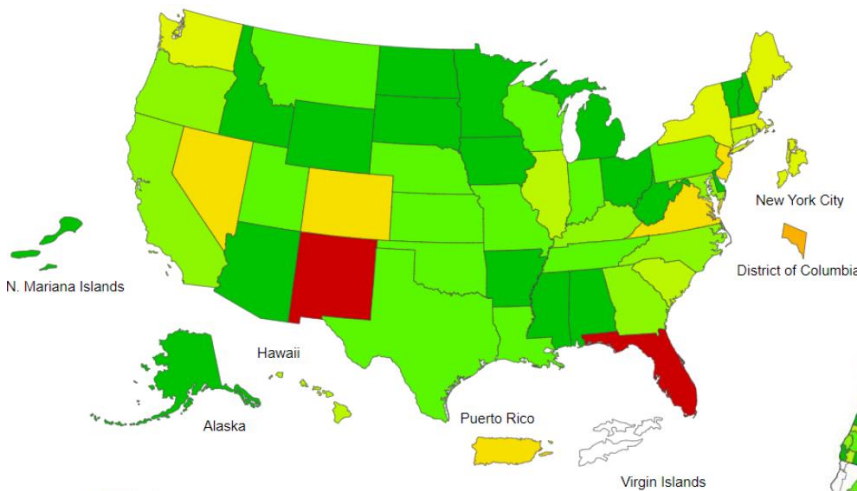 New York City
District of Columbia
N. Mariana Islands
Hawaii
Alaska
Puerto Rico
Virgin Islands